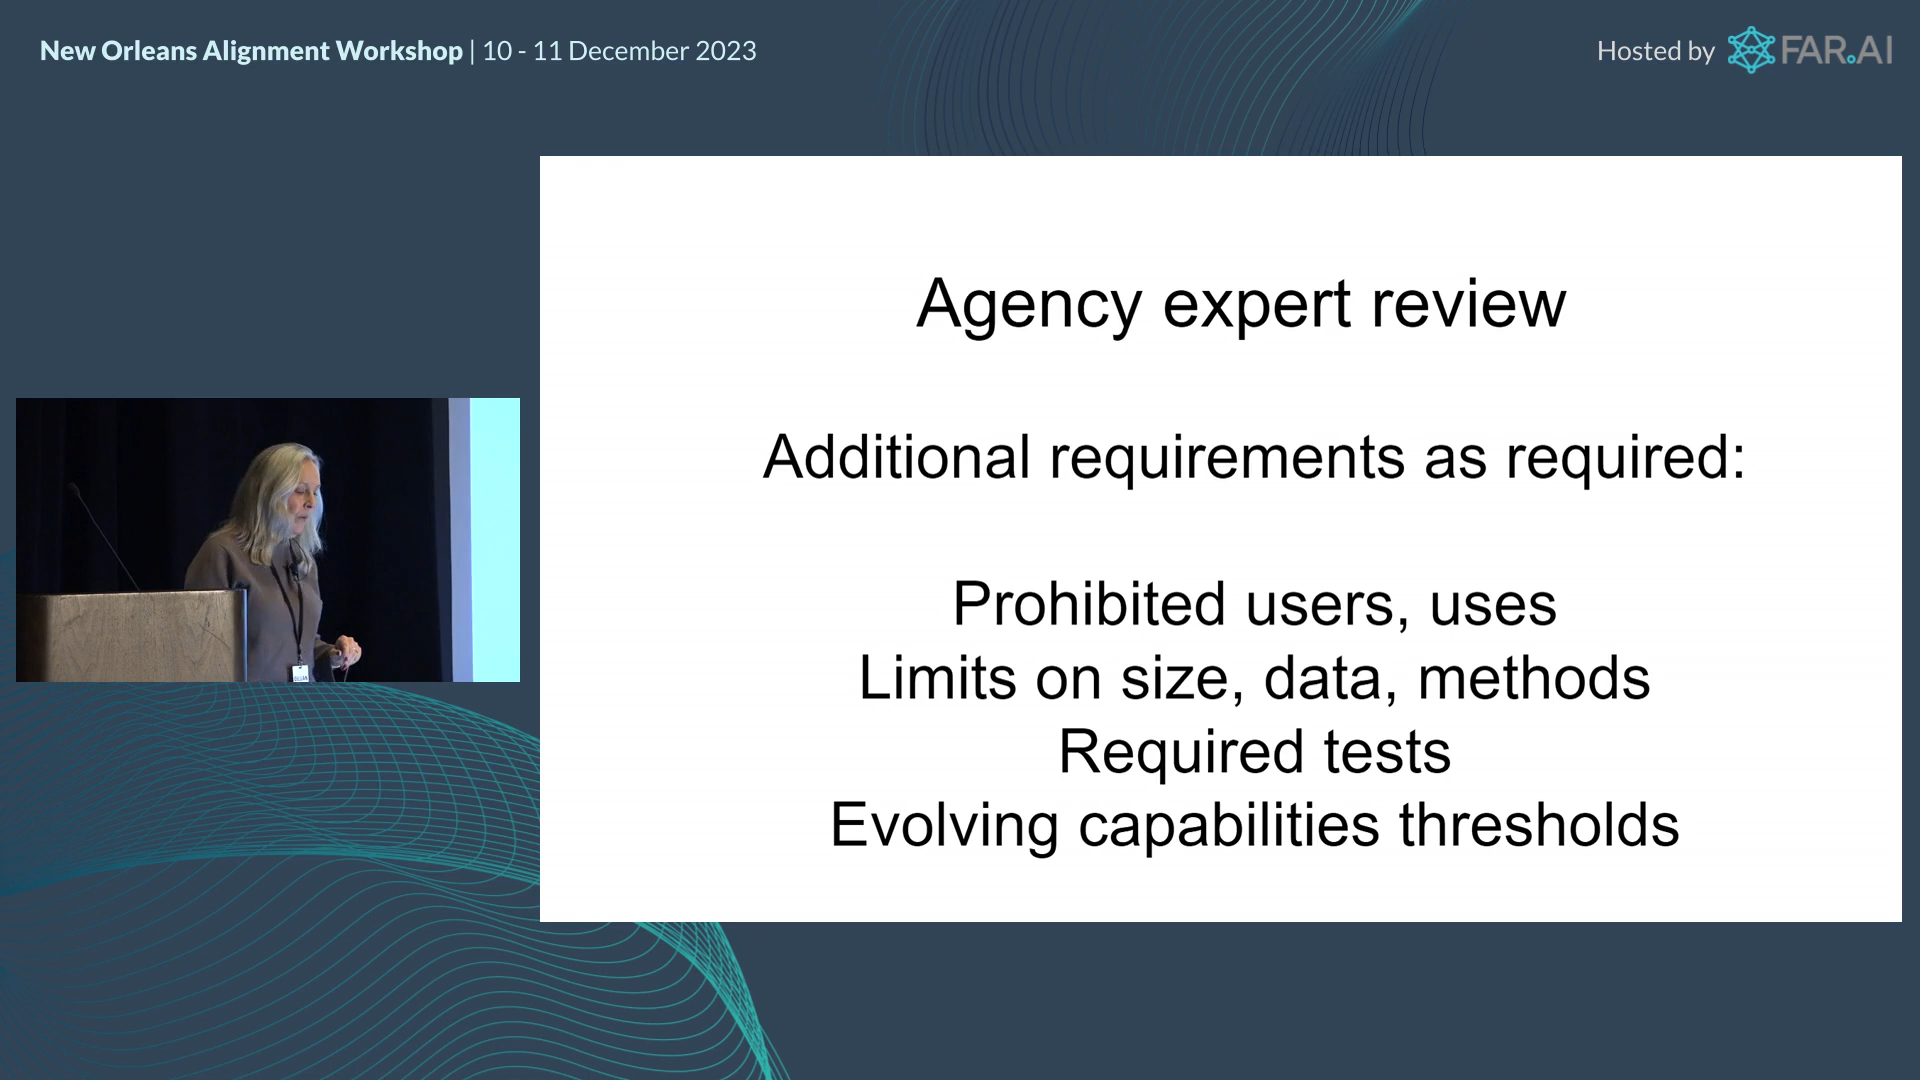 New Orleans Alignment Workshop | 10 - 11 December 2023
Hosted by FAR.AI
Agency expert review
Additional requirements as required:
Prohibited users, uses
Limits on size, data, methods
Required tests
Evolving capabilities thresholds